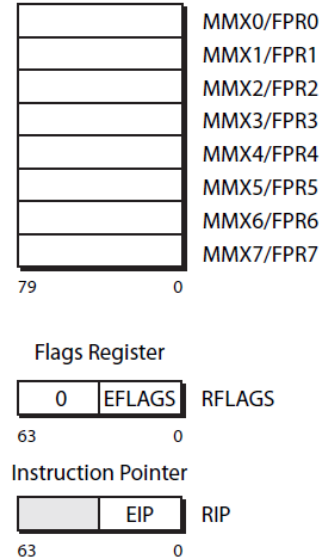 MMX0/FPR0
MMX1/FPR1
MMX2/FPR2
MMX3/FPR3
MMX4/FPR4
MMX5/FPR5
MMX6/FPR6
MMX7/FPR7
79 0
Flags Register
0 EFLAGS RFLAGS
63 0
Instruction Pointer
EIP RIP
63 0